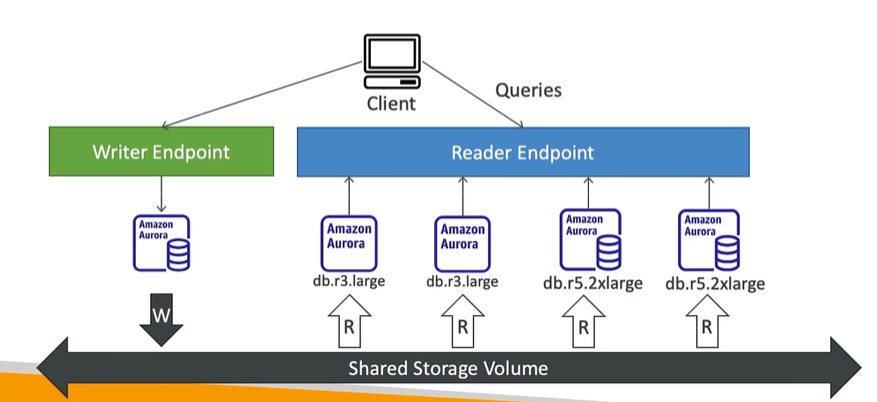 Client
Queries
Writer Endpoint
Reader Endpoint
Amazon
Aurora
Amazon
Aurora
db.r3.large
Amazon
Aurora
db.r3.large
Amazon
Aurora
db.r5.2xlarge
Amazon
Aurora
db.r5.2xlarge
W
R
R
R
R
Shared Storage Volume